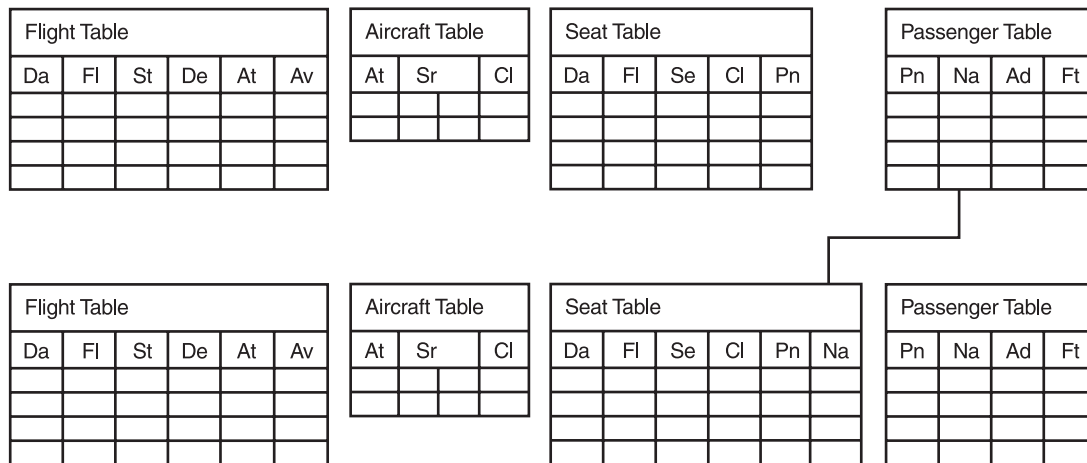 Flight Table
Da Fl St De At Av
Aircraft Table
At Sr Cl
Seat Table
Da Fl Se Cl Pn
Passenger Table
Pn Na Ad Ft
Flight Table
Da Fl St De At Av
Aircraft Table
At Sr Cl
Seat Table
Da Fl Se Cl Pn Na
Passenger Table
Pn Na Ad Ft